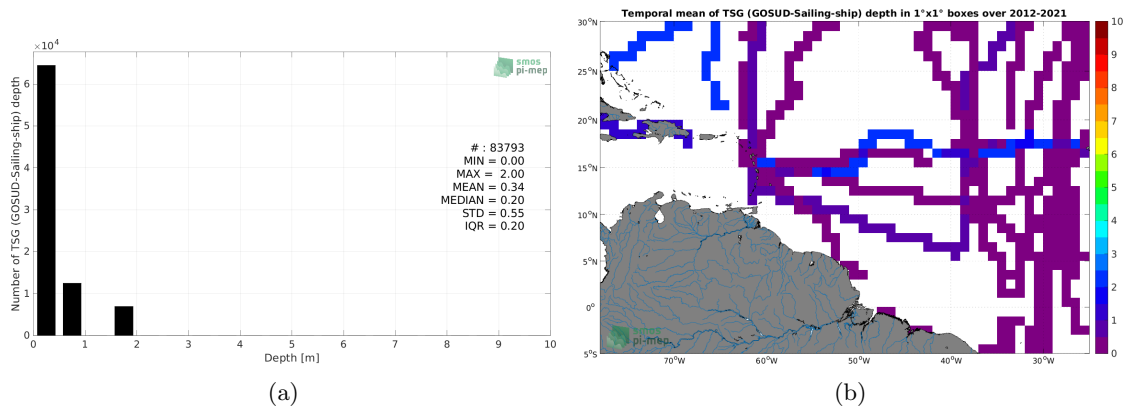 ×10⁴
6
5
4
3
2
1
0
Number of TSG (GOSUD-Sailing-ship) depth
0 1 2 3 4 5 6 7 8 9 10
Depth [m]
smos
pi-mep
# : 83793
MIN = 0.00
MAX = 2.00
MEAN = 0.34
MEDIAN = 0.20
STD = 0.55
IQR = 0.20
(a)
Temporal mean of TSG (GOSUD-Sailing-ship) depth in 1°x1° boxes over 2012-2021
30°N
25°N
20°N
15°N
10°N
5°N
0°
5°S
70°W 60°W 50°W 40°W 30°W
smos
pi-mep
10
9
8
7
6
5
4
3
2
1
0
(b)